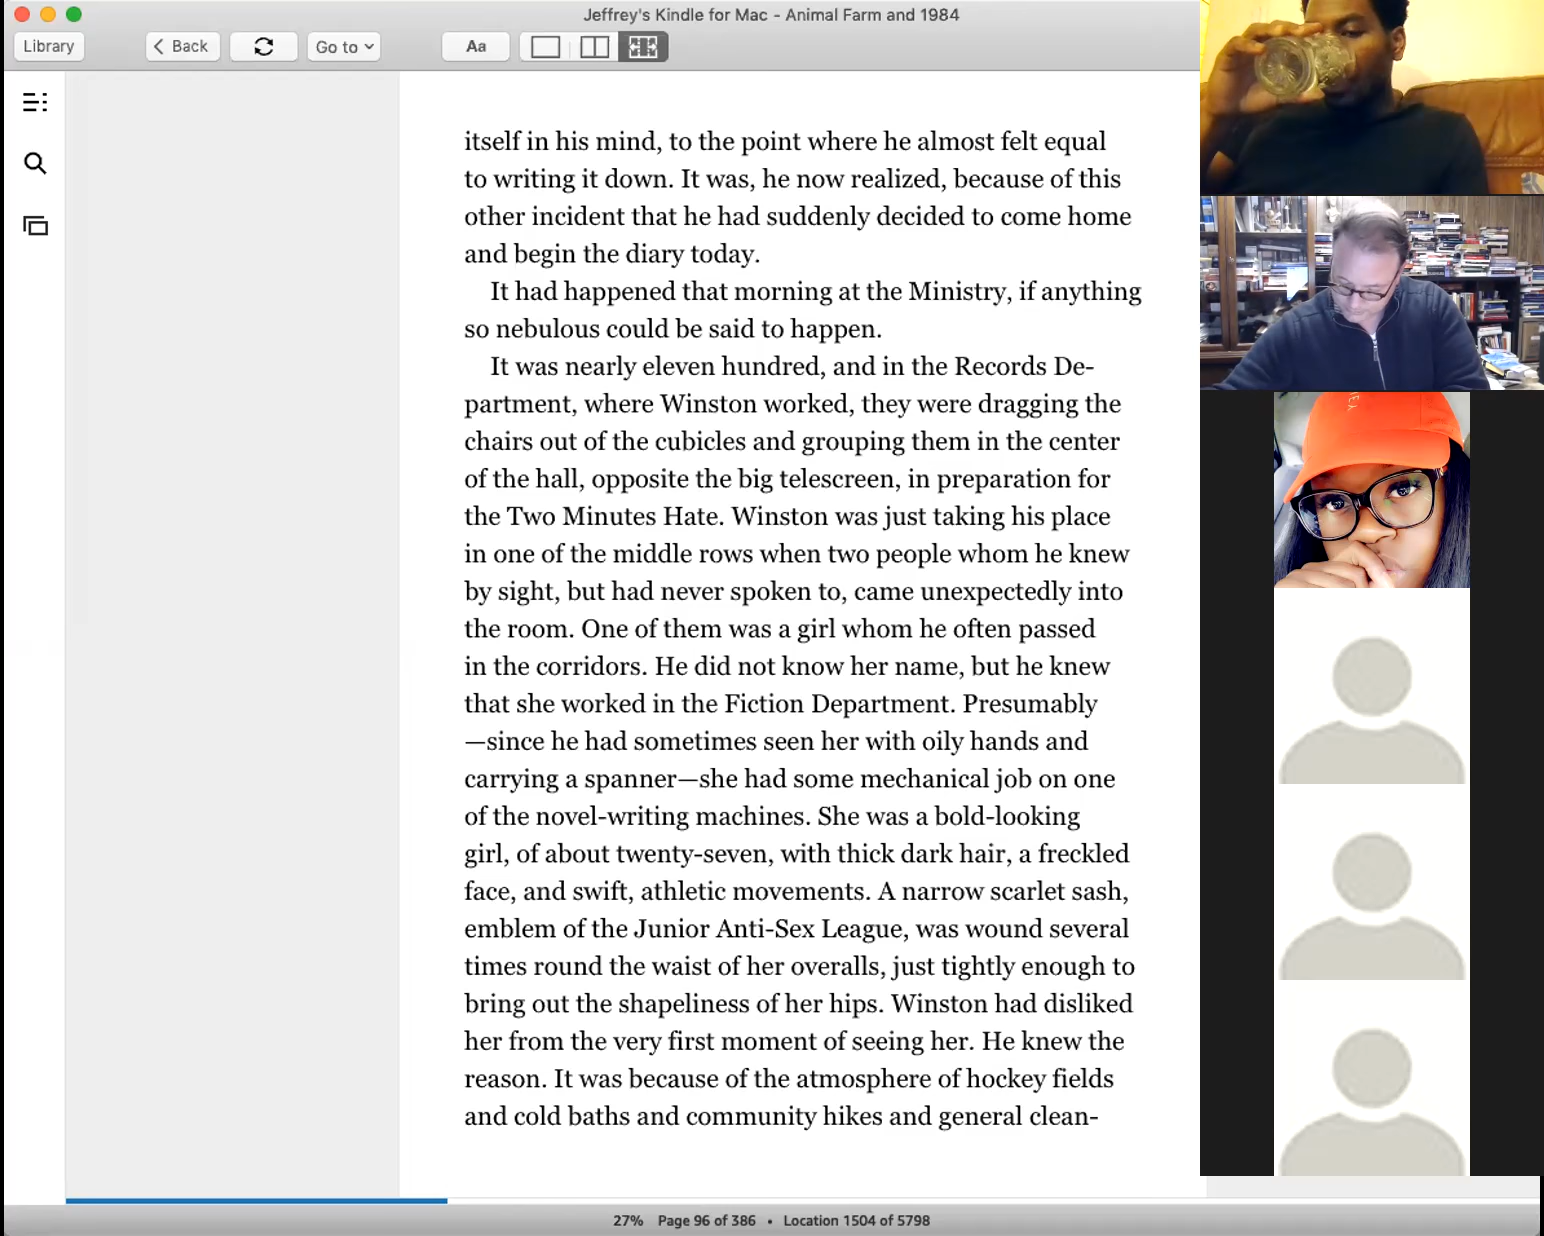 Jeffrey's Kindle for Mac - Animal Farm and 1984
Library
Back
Go to
Aa
itself in his mind, to the point where he almost felt equal
to writing it down. It was, he now realized, because of this
other incident that he had suddenly decided to come home
and begin the diary today.
It had happened that morning at the Ministry, if anything
so nebulous could be said to happen.
It was nearly eleven hundred, and in the Records De-
partment, where Winston worked, they were dragging the
chairs out of the cubicles and grouping them in the center
of the hall, opposite the big telescreen, in preparation for
the Two Minutes Hate. Winston was just taking his place
in one of the middle rows when two people whom he knew
by sight, but had never spoken to, came unexpectedly into
the room. One of them was a girl whom he often passed
in the corridors. He did not know her name, but he knew
that she worked in the Fiction Department. Presumably
—since he had sometimes seen her with oily hands and
carrying a spanner—she had some mechanical job on one
of the novel-writing machines. She was a bold-looking
girl, of about twenty-seven, with thick dark hair, a freckled
face, and swift, athletic movements. A narrow scarlet sash,
emblem of the Junior Anti-Sex League, was wound several
times round the waist of her overalls, just tightly enough to
bring out the shapeliness of her hips. Winston had disliked
her from the very first moment of seeing her. He knew the
reason. It was because of the atmosphere of hockey fields
and cold baths and community hikes and general clean-
27% Page 96 of 386 • Location 1504 of 5798